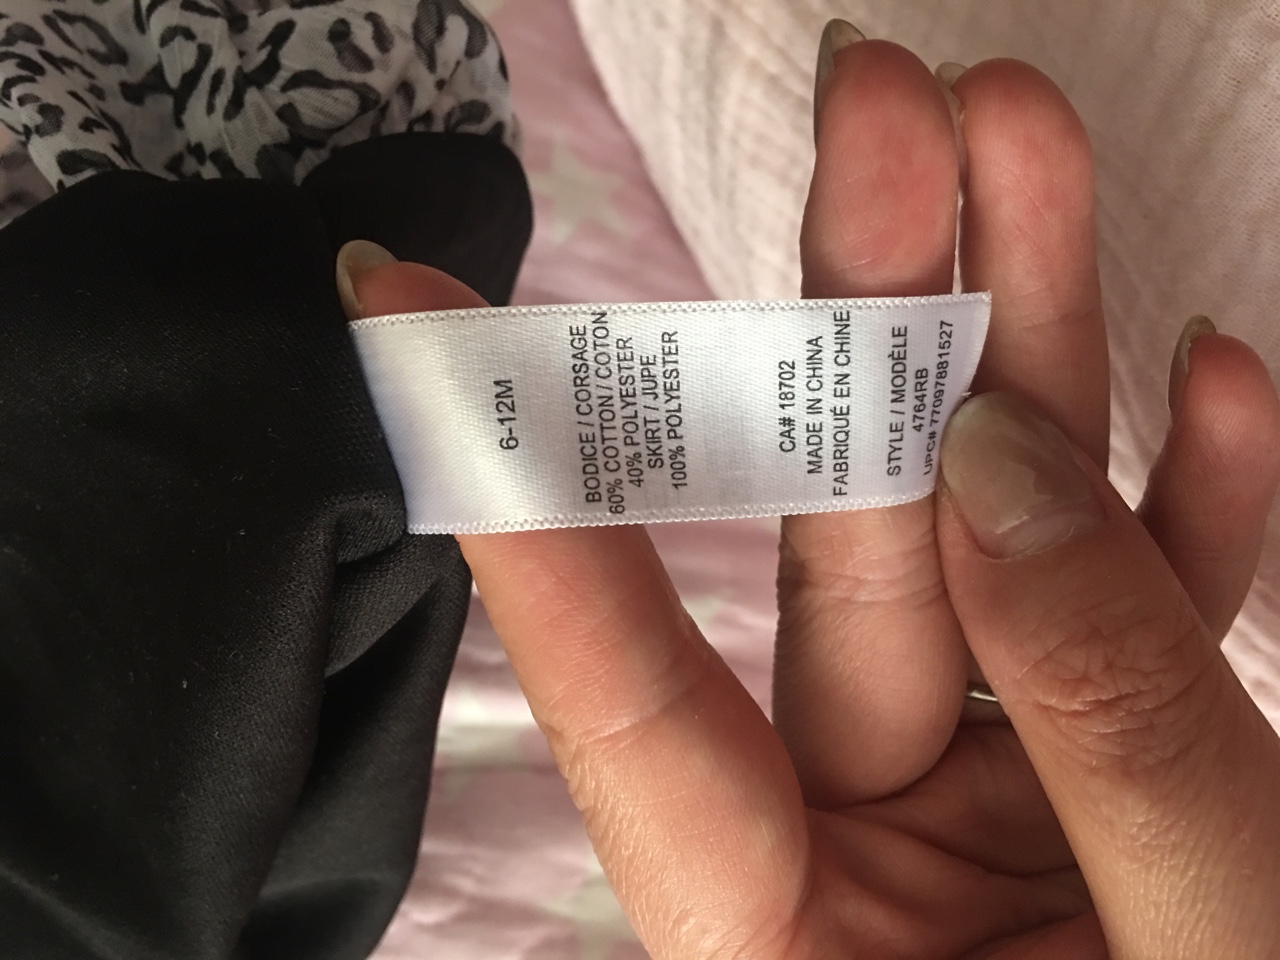 6-12M
BODICE / CORSAGE
60% COTTON / COTON
40% POLYESTER
SKIRT / JUPE
100% POLYESTER
CA# 18702
MADE IN CHINA
FABRIQUÉ EN CHINE
STYLE / MODÈLE
4764RB
UPC# 77097881527